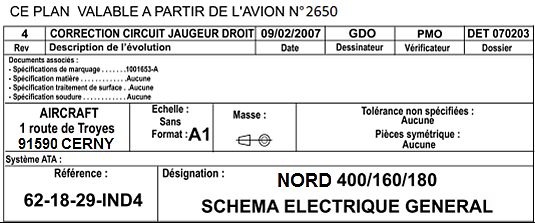 CE PLAN VALABLE A PARTIR DE L'AVION N°2650
4 CORRECTION CIRCUIT JAUGEUR DROIT 09/02/2007 GDO PMO DET 070203
Rev Description de l'évolution Date Dessinateur Vérificateur Dossier
Documents associés :
- Spécifications de marquage . . . . . . .1001653-A
- Spécification matière . . . . . . . . . . . . .Aucune
- Spécification traitement de surface . .Aucune
- Spécification soudure . . . . . . . . . . . .Aucune
AIRCRAFT
1 route de Troyes
91590 CERNY
Echelle :
Sans
Format : A1
Masse :
Tolérance non spécifiées :
Aucune
Pièces symétrique :
Aucune
Système ATA :
Référence :
62-18-29-IND4
Désignation :
NORD 400/160/180
SCHEMA ELECTRIQUE GENERAL